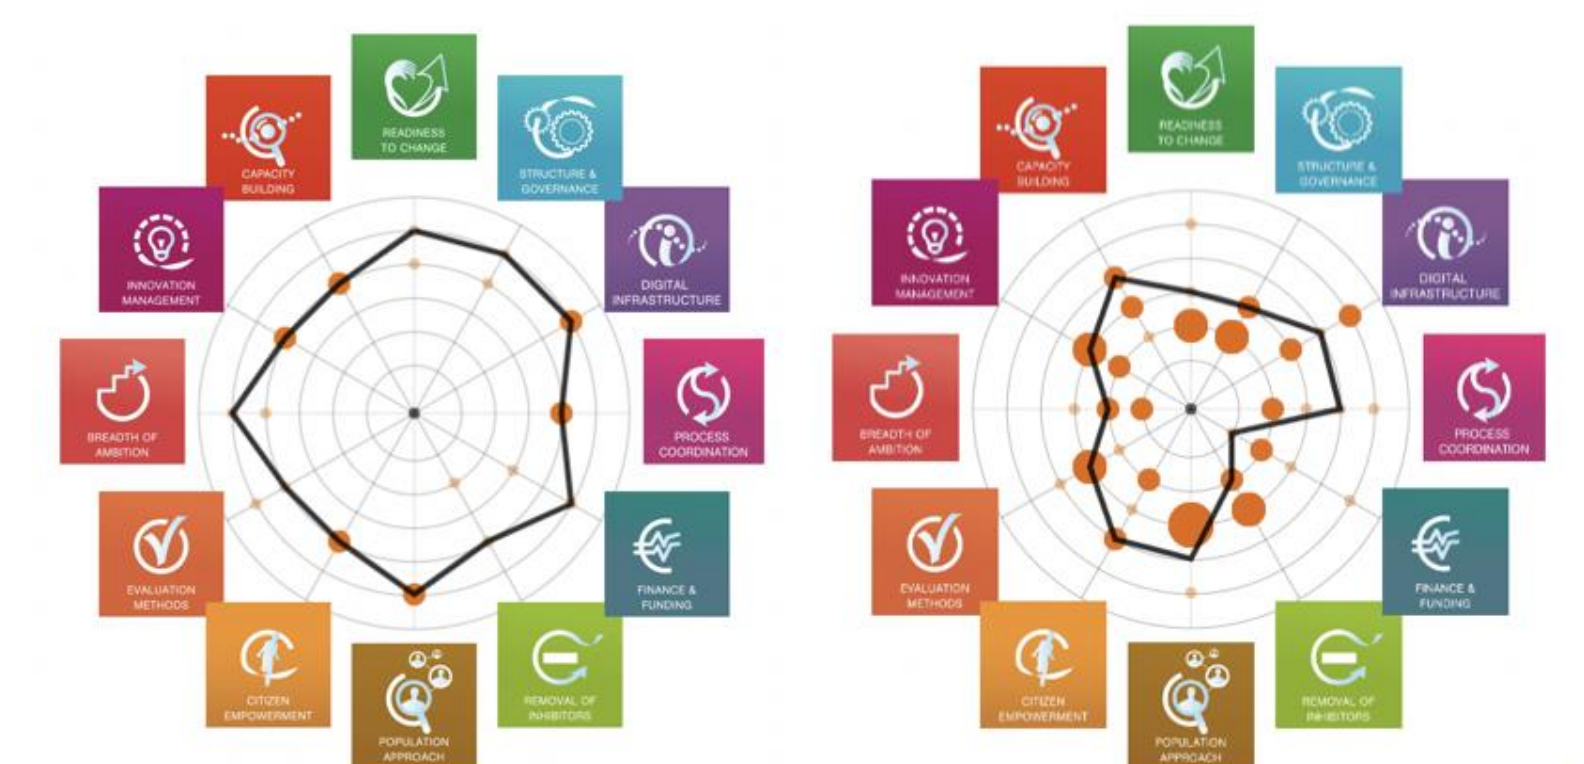 READINESS
TO CHANGE
CAPACITY
BUILDING
STRUCTURE &
GOVERNANCE
INNOVATION
MANAGEMENT
DIGITAL
INFRASTRUCTURE
BREADTH OF
AMBITION
PROCESS
COORDINATION
EVALUATION
METHODS
FINANCE &
FUNDING
CITIZEN
EMPOWERMENT
REMOVAL OF
INHIBITORS
POPULATION
APPROACH
READINESS
TO CHANGE
CAPACITY
BUILDING
STRUCTURE &
GOVERNANCE
INNOVATION
MANAGEMENT
DIGITAL
INFRASTRUCTURE
BREADTH OF
AMBITION
PROCESS
COORDINATION
EVALUATION
METHODS
FINANCE &
FUNDING
CITIZEN
EMPOWERMENT
REMOVAL OF
INHIBITORS
POPULATION
APPROACH